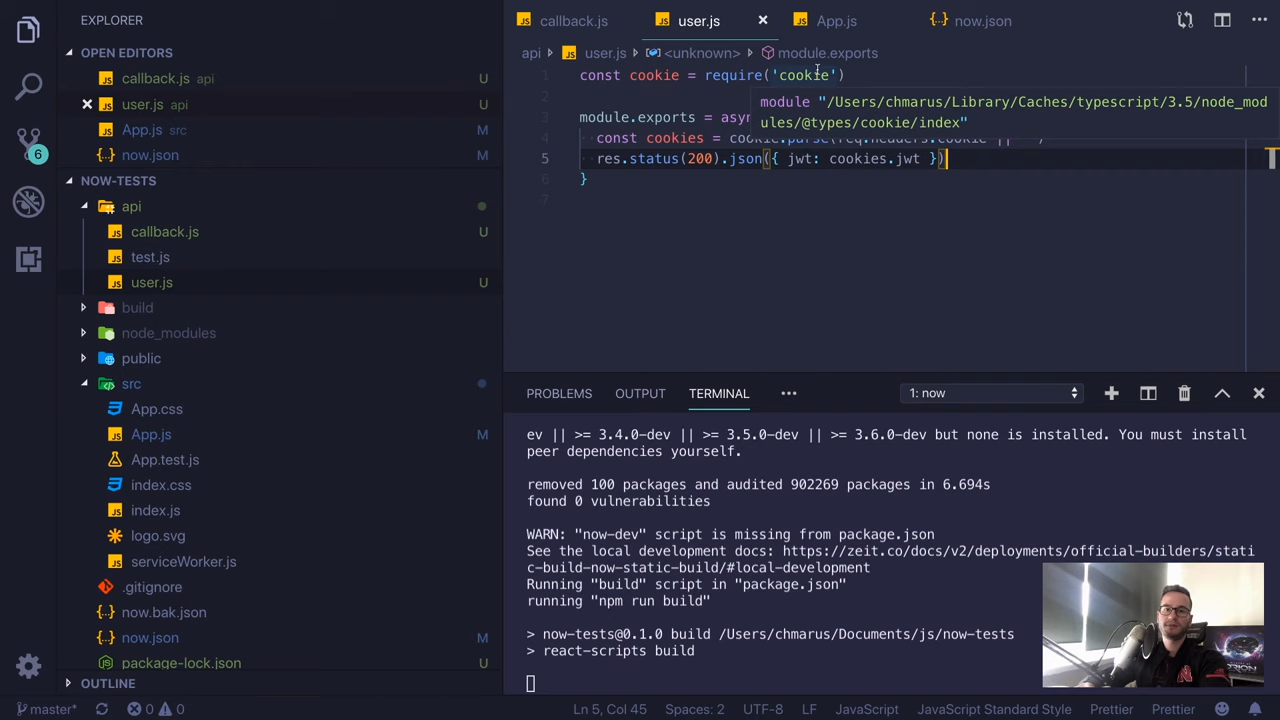 EXPLORER
OPEN EDITORS
callback.js api U
user.js api U
App.js src M
now.json M
6
NOW-TESTS
api
callback.js U
test.js
user.js U
build
node_modules
public
src
App.css
App.js M
App.test.js
index.css
index.js
logo.svg
serviceWorker.js
.gitignore
now.bak.json
now.json M
package-lock.json U
OUTLINE
callback.js user.js App.js now.json
api user.js <unknown> module.exports
1 const cookie = require('cookie')
2
module "/Users/chmarus/Library/Caches/typescript/3.5/node_mod
ules/@types/cookie/index"
3 module.exports = asy
4 const cookies = cookie.parse(req.headers.cookie ||
5 res.status(200).json({ jwt: cookies.jwt })
6 }
7
PROBLEMS OUTPUT TERMINAL ••• 1: now
ev || >= 3.4.0-dev || >= 3.5.0-dev || >= 3.6.0-dev but none is installed. You must install
peer dependencies yourself.
removed 100 packages and audited 902269 packages in 6.694s
found 0 vulnerabilities
WARN: "now-dev" script is missing from package.json
See the local development docs: https://zeit.co/docs/v2/deployments/official-builders/stati
c-build-now-static-build/#local-development
Running "build" script in "package.json"
running "npm run build"
> now-tests@0.1.0 build /Users/chmarus/Documents/js/now-tests
> react-scripts build
master* 0 0 Ln 5, Col 45 Spaces: 2 UTF-8 LF JavaScript JavaScript Standard Style Prettier Prettier